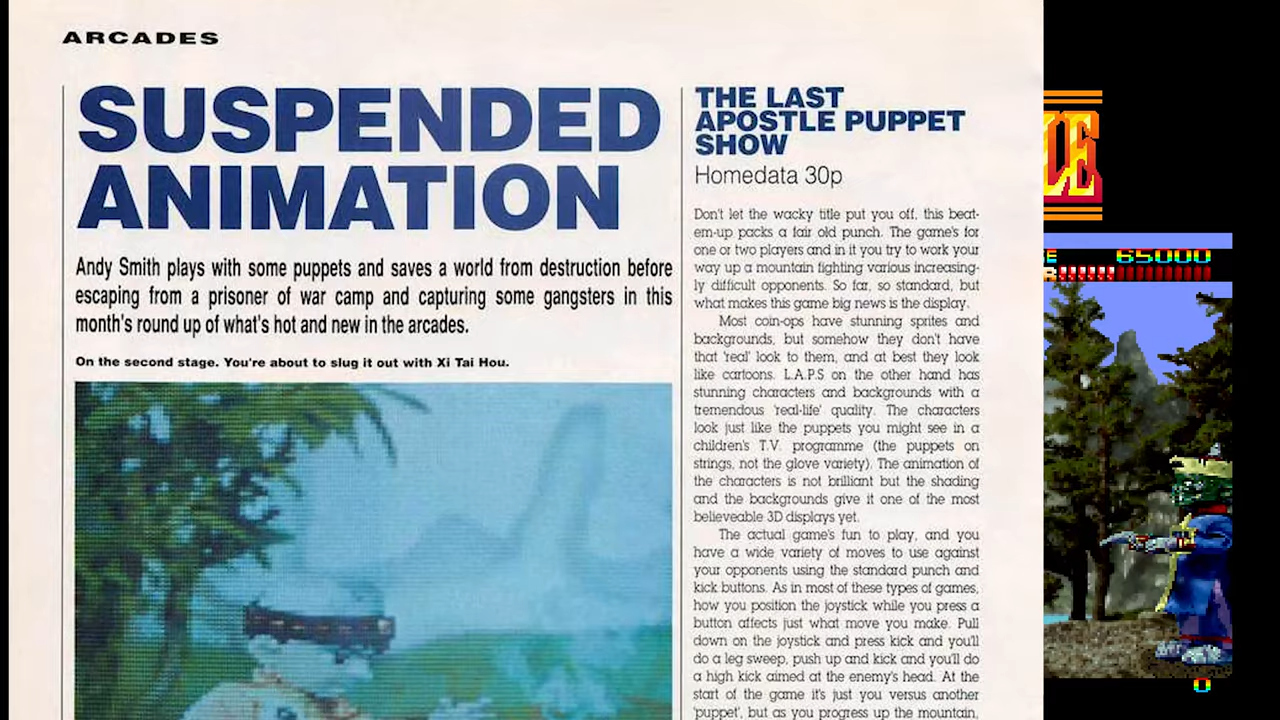 ARCADES
SUSPENDED
ANIMATION
Andy Smith plays with some puppets and saves a world from destruction before
escaping from a prisoner of war camp and capturing some gangsters in this
month's round up of what's hot and new in the arcades.
On the second stage. You're about to slug it out with Xi Tai Hou.
THE LAST
APOSTLE PUPPET
SHOW
Homedata 30p
Don't let the wacky title put you off, this beat-
em-up packs a fair old punch. The game's for
one or two players and in it you try to work your
way up a mountain fighting various increasing-
ly difficult opponents. So far, so standard, but
what makes this game big news is the display.
Most coin-ops have stunning sprites and
backgrounds, but somehow they don't have
that 'real' look to them, and at best they look
like cartoons. L.A.P.S on the other hand has
stunning characters and backgrounds with a
tremendous 'real-life' quality. The characters
look just like the puppets you might see in a
children's T.V. programme (the puppets on
strings, not the glove variety). The animation of
the characters is not brilliant but the shading
and the backgrounds give it one of the most
believeable 3D displays yet.
The actual game's fun to play, and you
have a wide variety of moves to use against
your opponents using the standard punch and
kick buttons. As in most of these types of games,
how you position the joystick while you press a
button affects just what move you make. Pull
down on the joystick and press kick and you'll
do a leg sweep, push up and kick and you'll do
a high kick aimed at the enemy's head. At the
start of the game it's just you versus another
'puppet', but as you progress up the mountain,
65000
0